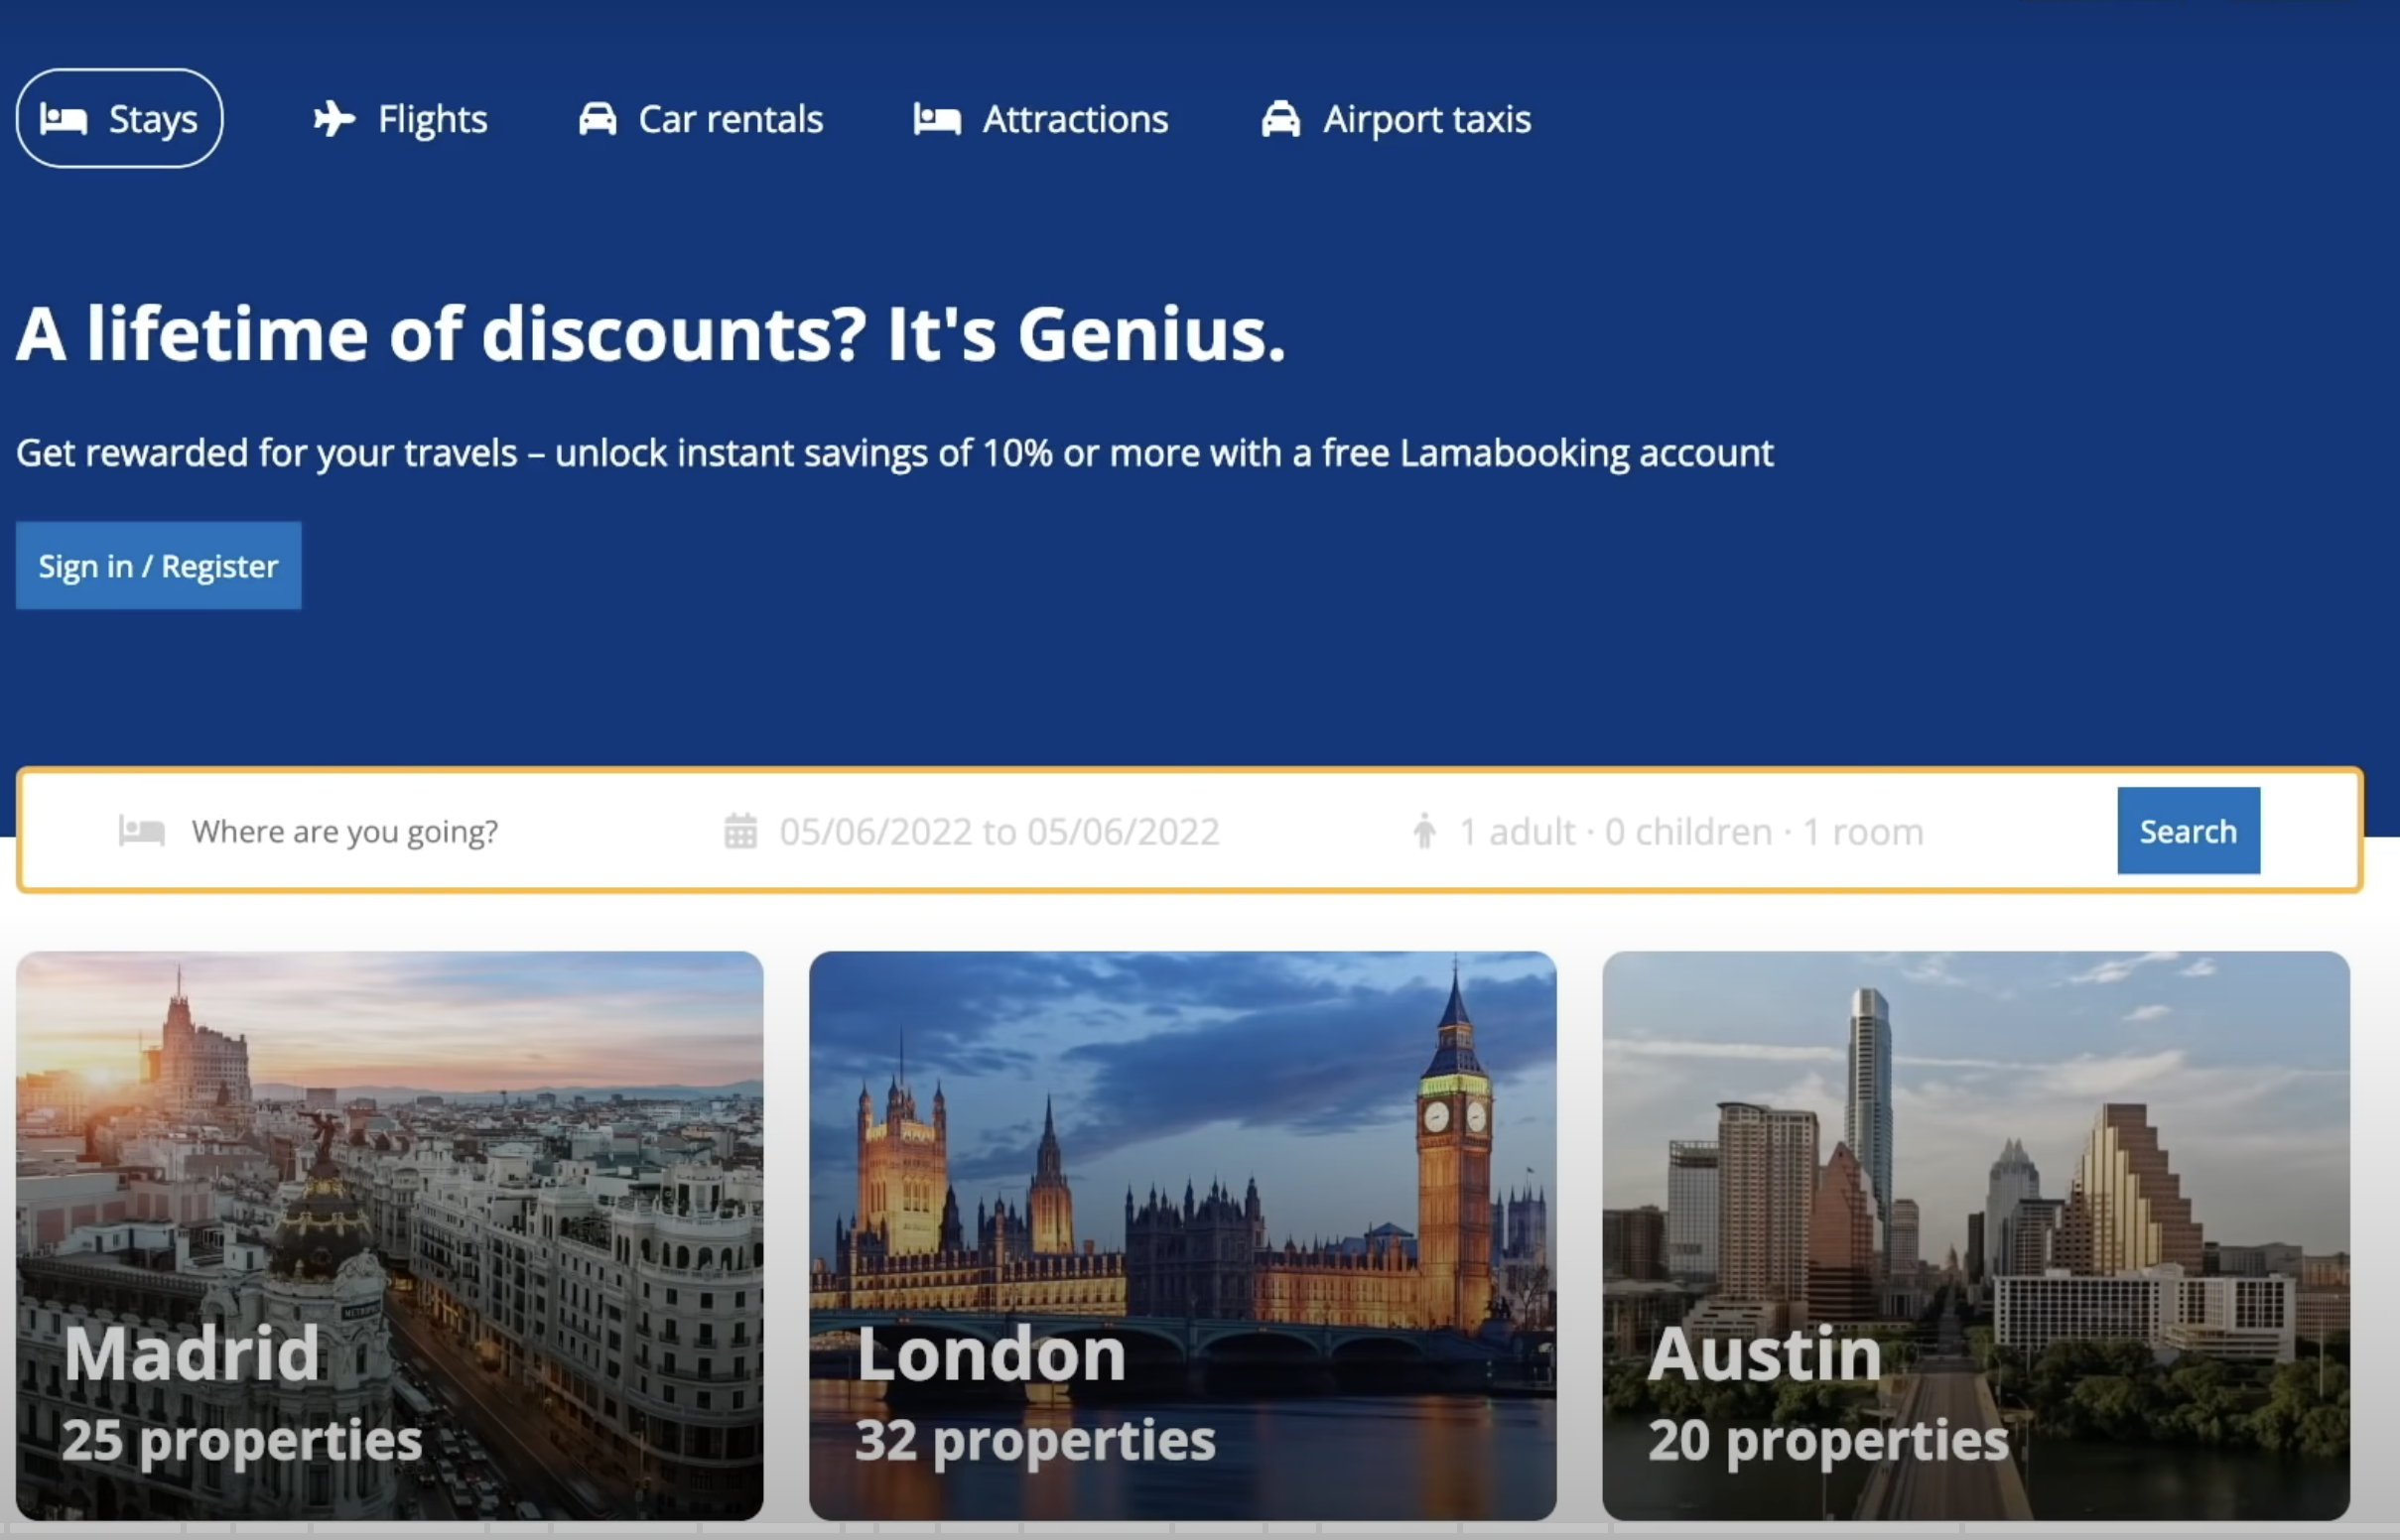 Stays Flights Car rentals Attractions Airport taxis
A lifetime of discounts? It's Genius.
Get rewarded for your travels – unlock instant savings of 10% or more with a free Lamabooking account
Sign in / Register
Where are you going? 05/06/2022 to 05/06/2022 1 adult · 0 children · 1 room Search
Madrid London Austin
25 properties 32 properties 20 properties